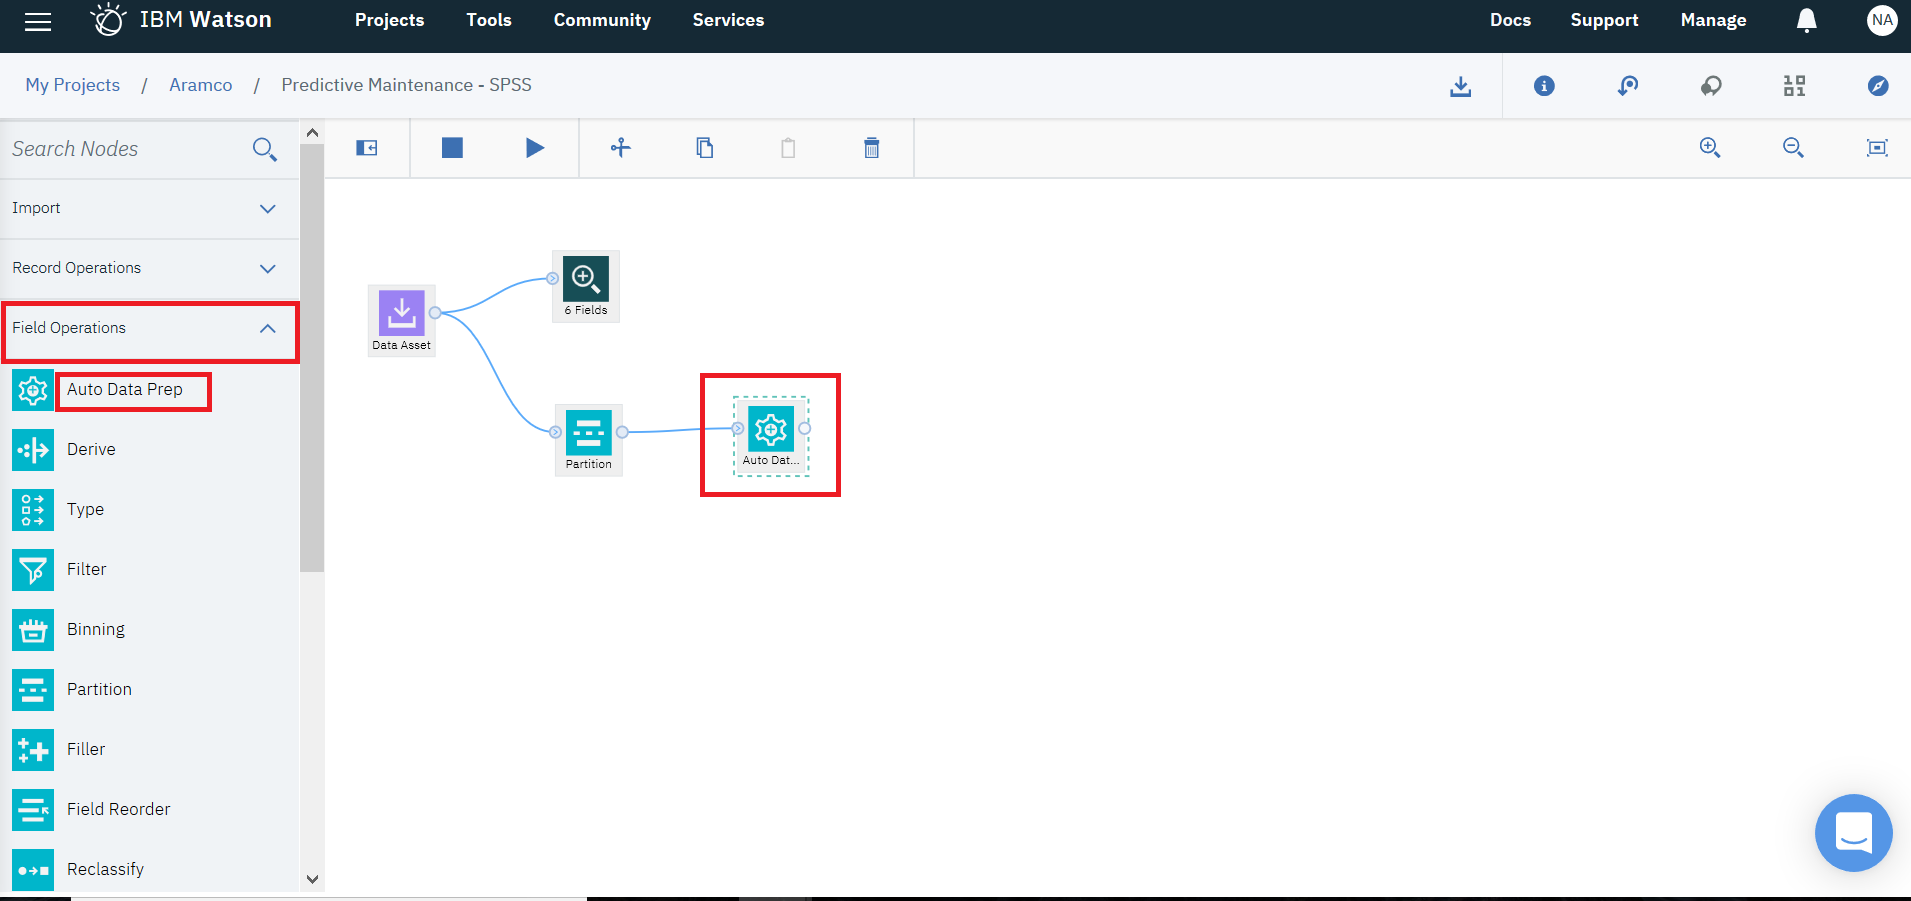 IBM Watson
Projects
Tools
Community
Services
Docs
Support
Manage
NA
My Projects / Aramco / Predictive Maintenance - SPSS
Search Nodes
Import
Record Operations
Field Operations
Auto Data Prep
Derive
Type
Filter
Binning
Partition
Filler
Field Reorder
Reclassify
Data Asset
6 Fields
Partition
Auto Dat...